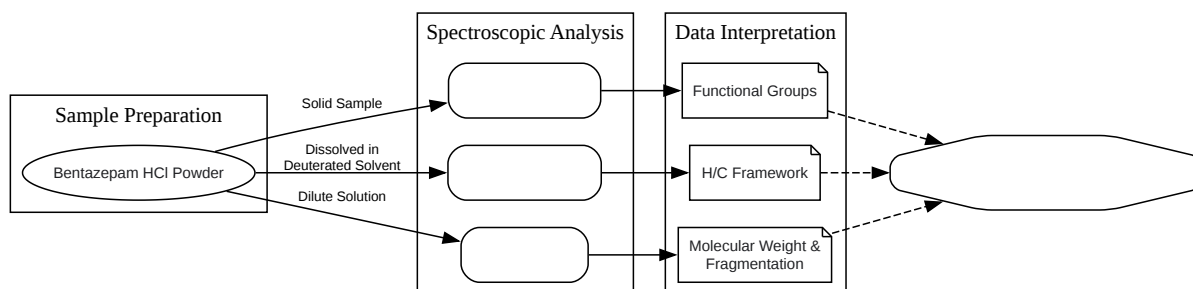 Spectroscopic Analysis
Data Interpretation
Sample Preparation
Solid Sample
Functional Groups
Bentazepam HCl Powder
Dissolved in
Deuterated Solvent
H/C Framework
Dilute Solution
Molecular Weight &
Fragmentation